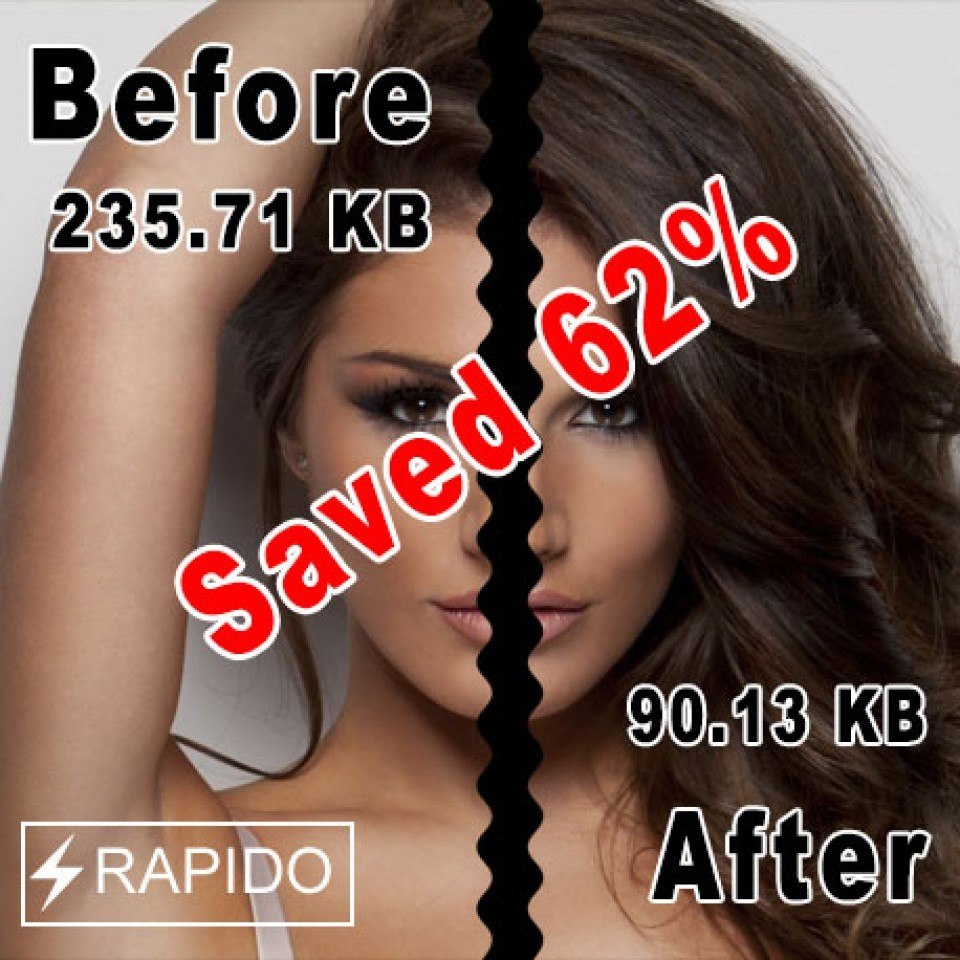 Before
235.71 KB
Saved 62%
90.13 KB
After
RAPIDO